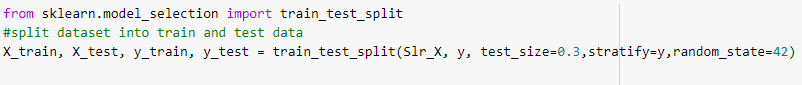 from sklearn.model_selection import train_test_split
#split dataset into train and test data
X_train, X_test, y_train, y_test = train_test_split(Slr_X, y, test_size=0.3,stratify=y,random_state=42)